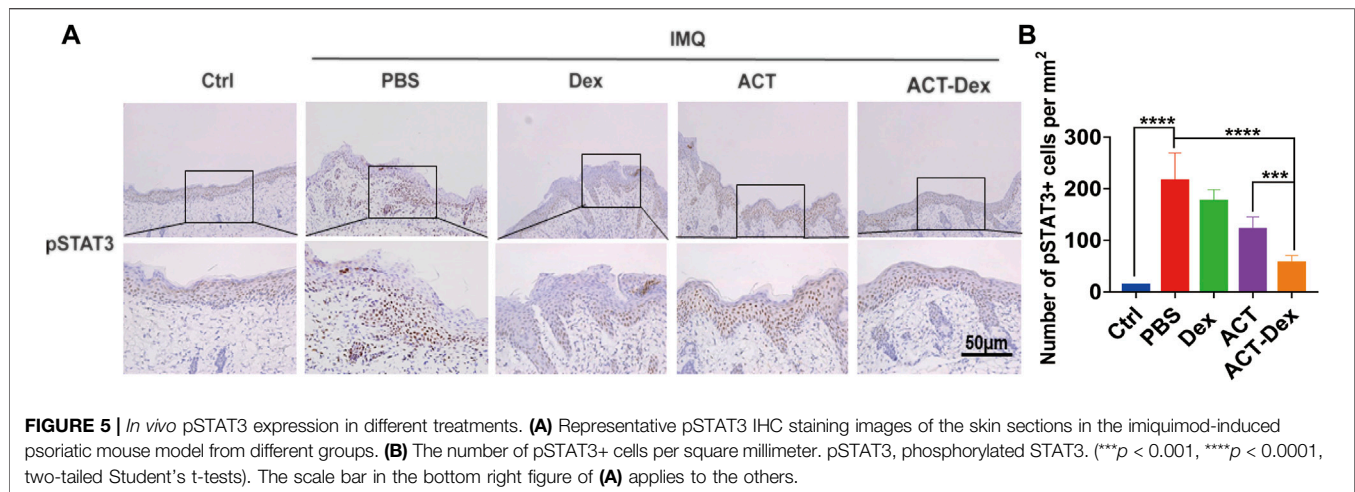 A
IMQ
Ctrl
PBS
Dex
ACT
ACT-Dex
pSTAT3
50µm
B
Number of pSTAT3+ cells per mm²
300
200
100
0
****
****
***
Ctrl
PBS
Dex
ACT
ACT-Dex
FIGURE 5 | In vivo pSTAT3 expression in different treatments. (A) Representative pSTAT3 IHC staining images of the skin sections in the imiquimod-induced
psoriatic mouse model from different groups. (B) The number of pSTAT3+ cells per square millimeter. pSTAT3, phosphorylated STAT3. (***p < 0.001, ****p < 0.0001,
two-tailed Student’s t-tests). The scale bar in the bottom right figure of (A) applies to the others.